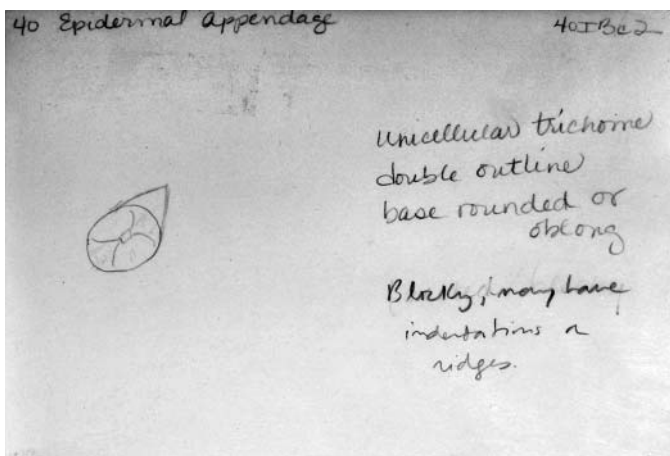 40 Epidermal Appendage
40IBc2
Unicellular trichome
double outline
base rounded or
oblong
Blocky, may have
indentations or
ridges.